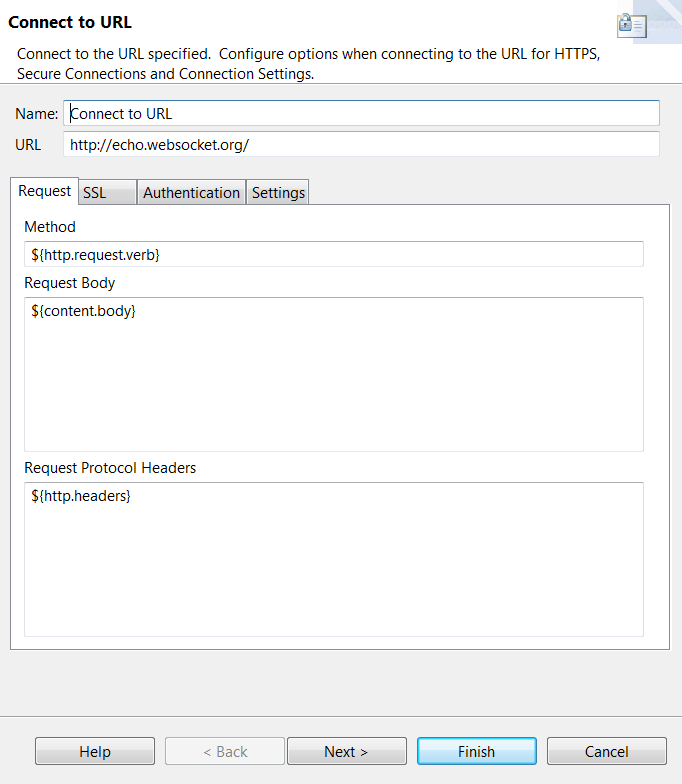 Connect to URL
Connect to the URL specified.  Configure options when connecting to the URL for HTTPS,
Secure Connections and Connection Settings.
Name: Connect to URL
URL http://echo.websocket.org/
Request SSL Authentication Settings
Method
${http.request.verb}
Request Body
${content.body}
Request Protocol Headers
${http.headers}
Help < Back Next > Finish Cancel